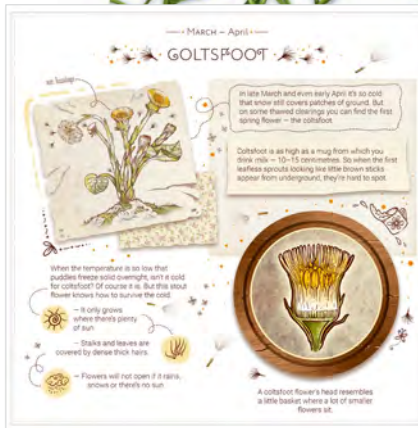 March – April
COLTSFOOT
In late March and even early April it's so cold
that snow still covers patches of ground. But
on some thawed clearings you can find the first
spring flower – the coltsfoot.
Coltsfoot is as high as a mug from which you
drink milk – 10–15 centimetres. So when the first
leafless sprouts looking like little brown sticks
appear from underground, they're hard to spot.
When the temperature is so low that
puddles freeze solid overnight, isn't it cold
for coltsfoot? Of course it is. But this stout
flower knows how to survive the cold.
– It only grows
where there's plenty
of sun
– Stalks and leaves are
covered by dense thick hairs.
– Flowers will not open if it rains,
snows or there's no sun
A coltsfoot flower's head resembles
a little basket where a lot of smaller
flowers sit.